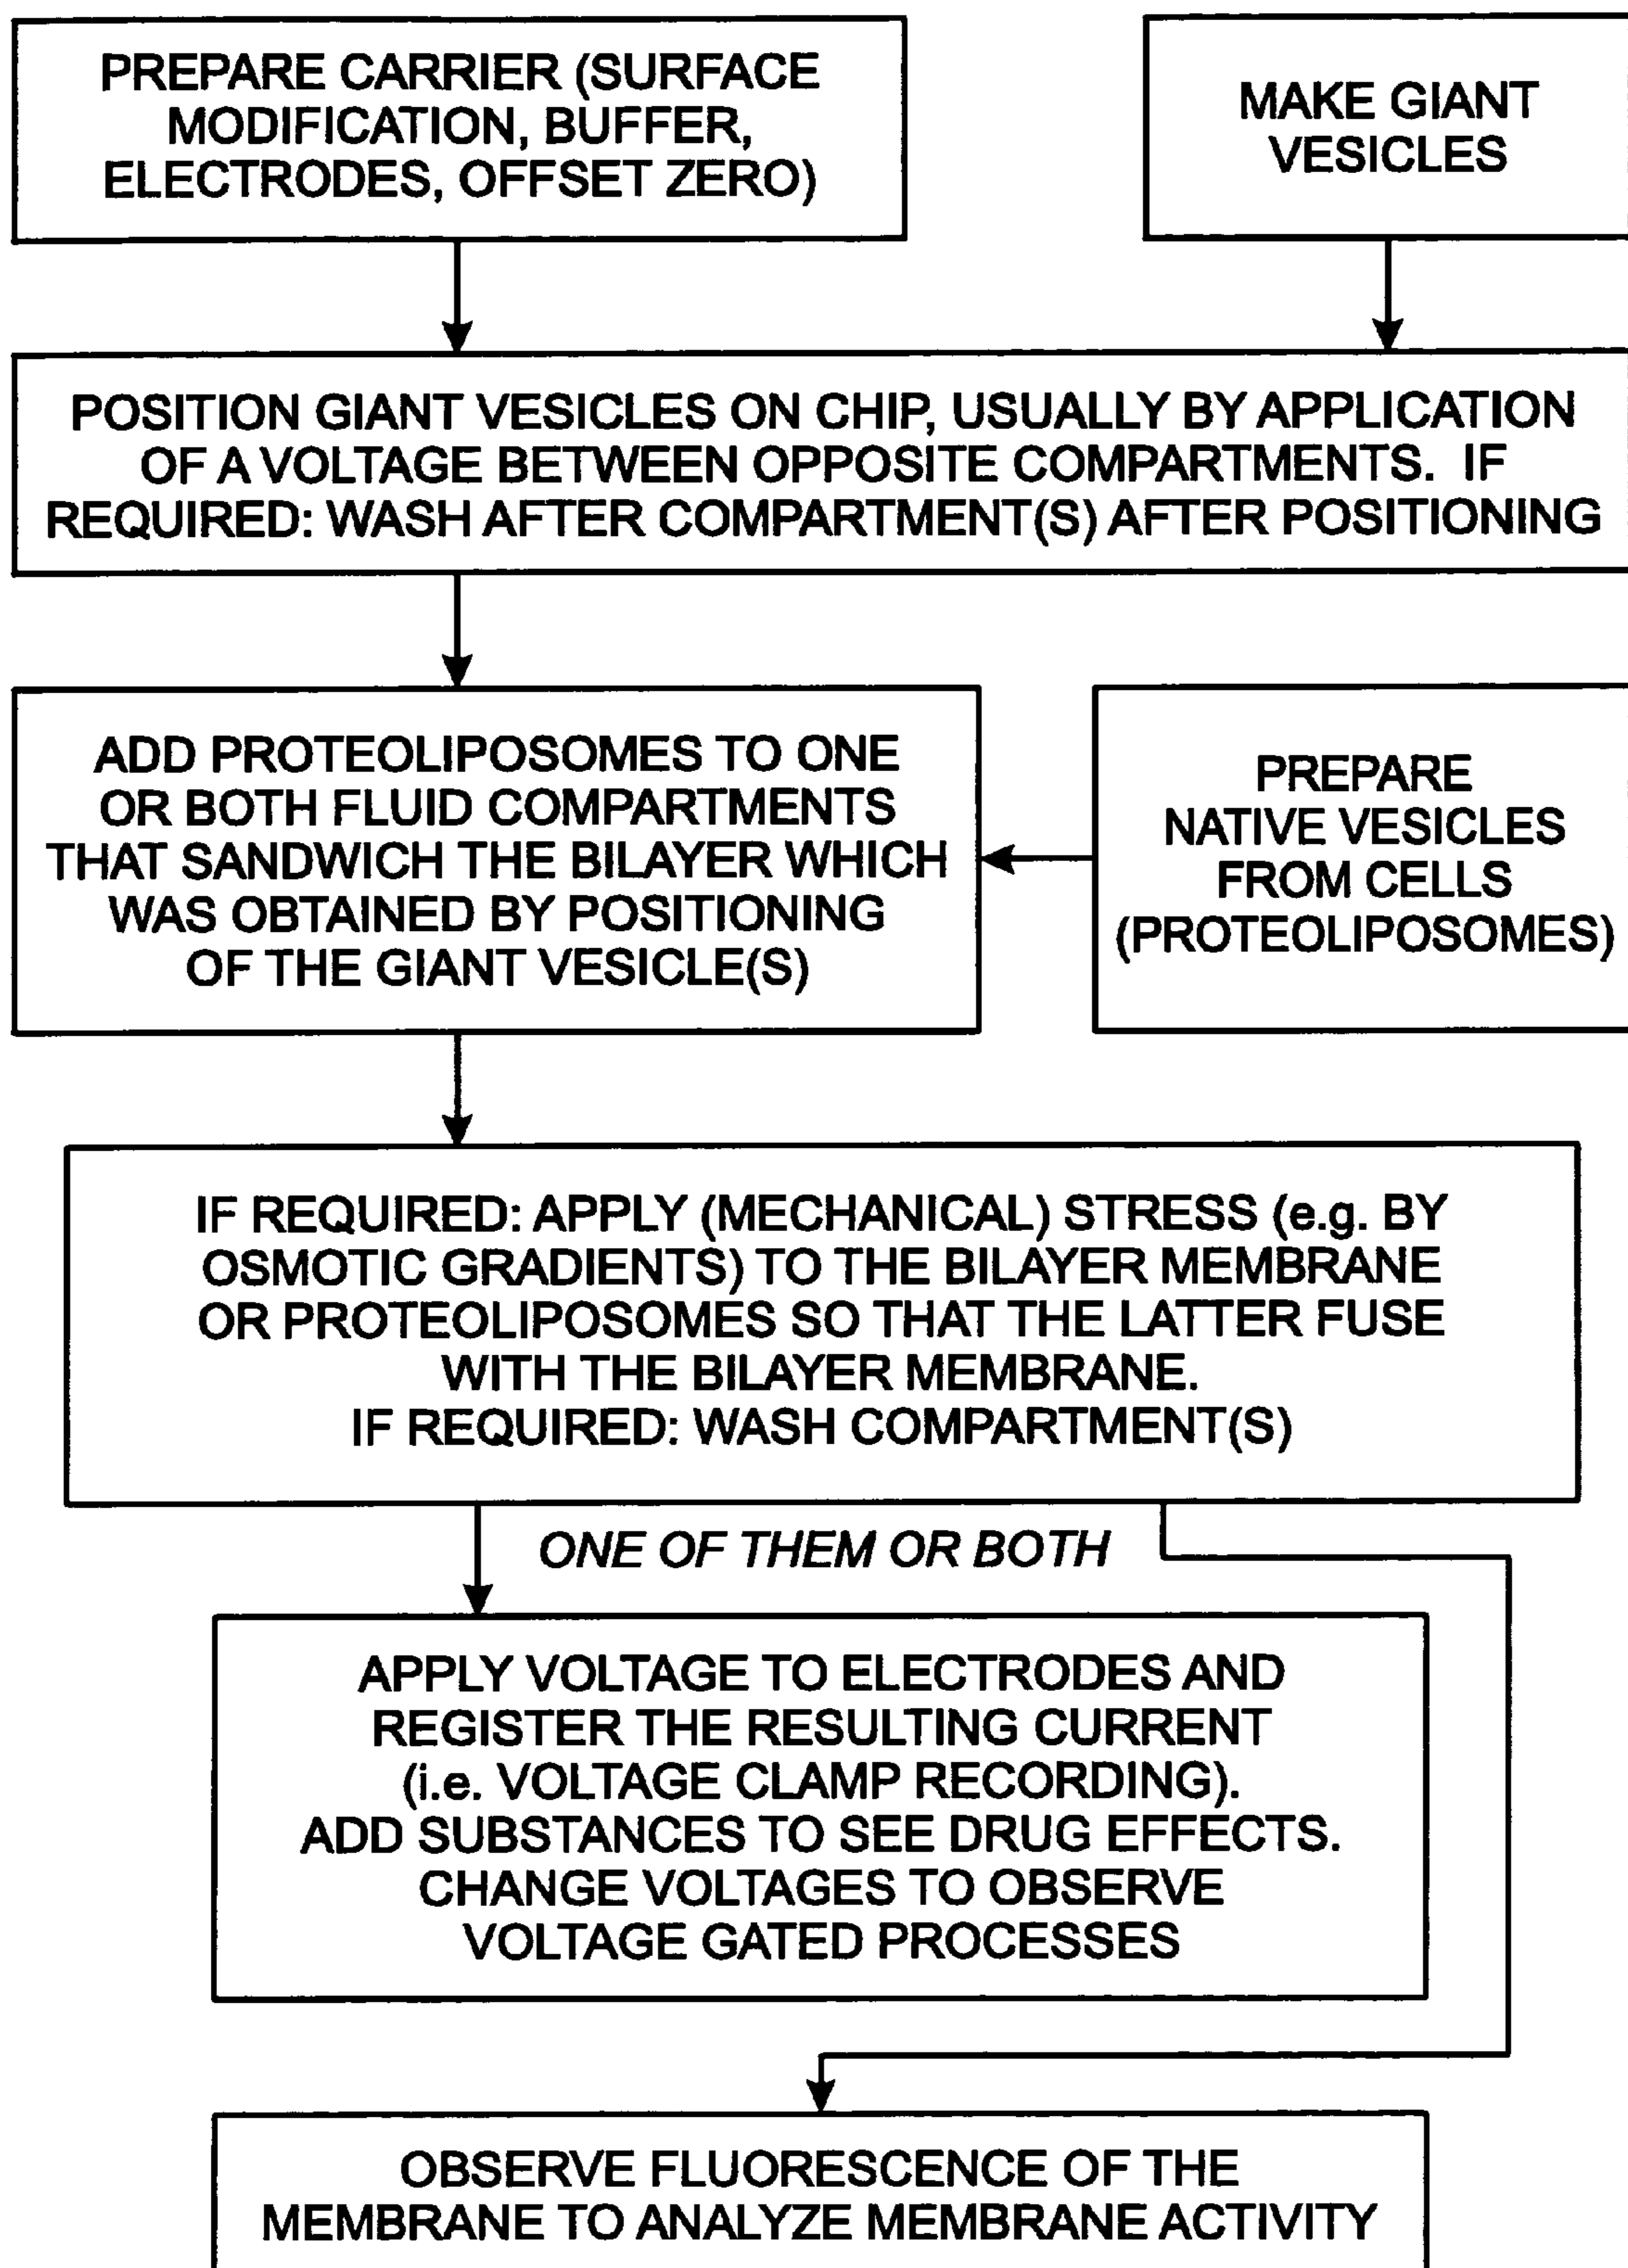 PREPARE CARRIER (SURFACE
MODIFICATION, BUFFER,
ELECTRODES, OFFSET ZERO)
MAKE GIANT
VESICLES
POSITION GIANT VESICLES ON CHIP, USUALLY BY APPLICATION
OF A VOLTAGE BETWEEN OPPOSITE COMPARTMENTS. IF
REQUIRED: WASH AFTER COMPARTMENT(S) AFTER POSITIONING
ADD PROTEOLIPOSOMES TO ONE
OR BOTH FLUID COMPARTMENTS
THAT SANDWICH THE BILAYER WHICH
WAS OBTAINED BY POSITIONING
OF THE GIANT VESICLE(S)
PREPARE
NATIVE VESICLES
FROM CELLS
(PROTEOLIPOSOMES)
IF REQUIRED: APPLY (MECHANICAL) STRESS (e.g. BY
OSMOTIC GRADIENTS) TO THE BILAYER MEMBRANE
OR PROTEOLIPOSOMES SO THAT THE LATTER FUSE
WITH THE BILAYER MEMBRANE.
IF REQUIRED: WASH COMPARTMENT(S)
ONE OF THEM OR BOTH
APPLY VOLTAGE TO ELECTRODES AND
REGISTER THE RESULTING CURRENT
(i.e. VOLTAGE CLAMP RECORDING).
ADD SUBSTANCES TO SEE DRUG EFFECTS.
CHANGE VOLTAGES TO OBSERVE
VOLTAGE GATED PROCESSES
OBSERVE FLUORESCENCE OF THE
MEMBRANE TO ANALYZE MEMBRANE ACTIVITY